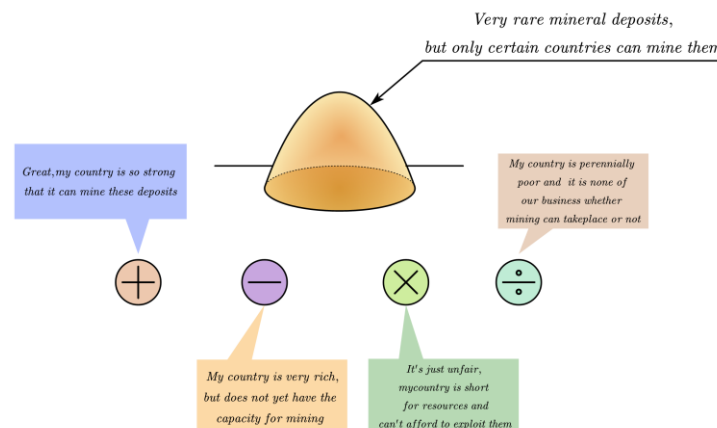 Very rare mineral deposits,
but only certain countries can mine them
Great,my country is so strong
that it can mine these deposits
My country is perennially
poor and it is none of
our business whether
mining can takeplace or not
My country is very rich,
but does not yet have the
capacity for mining
It's just unfair,
mycountry is short
for resources and
can't afford to exploit them